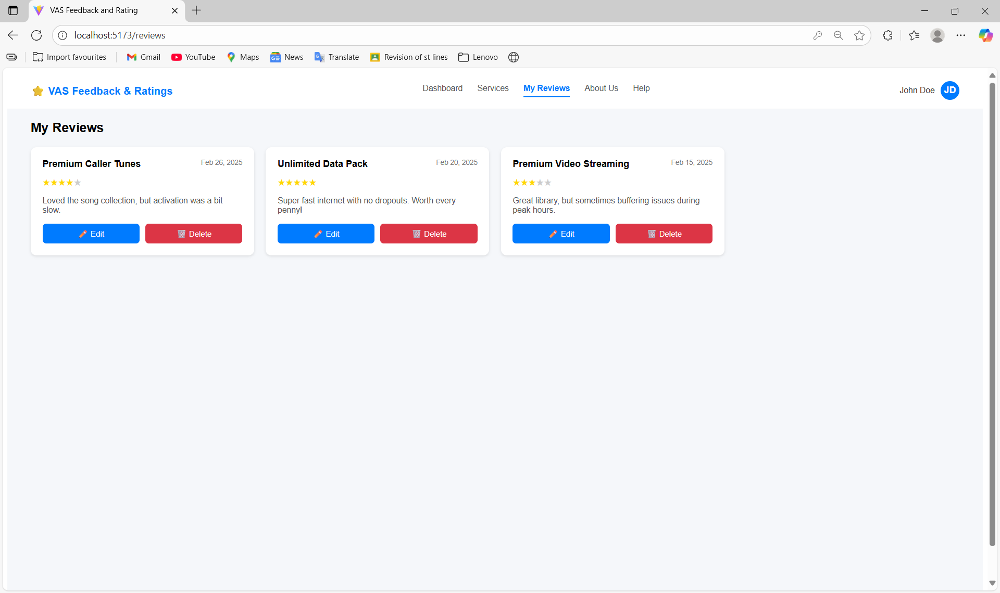 VAS Feedback and Rating
localhost:5173/reviews
Import favourites
Gmail
YouTube
Maps
News
Translate
Revision of st lines
Lenovo
VAS Feedback & Ratings
Dashboard
Services
My Reviews
About Us
Help
John Doe
JD
My Reviews
Premium Caller Tunes
Feb 26, 2025
★★★★★
Loved the song collection, but activation was a bit
slow.
Edit
Delete
Unlimited Data Pack
Feb 20, 2025
★★★★★
Super fast internet with no dropouts. Worth every
penny!
Edit
Delete
Premium Video Streaming
Feb 15, 2025
★★★★★
Great library, but sometimes buffering issues during
peak hours.
Edit
Delete